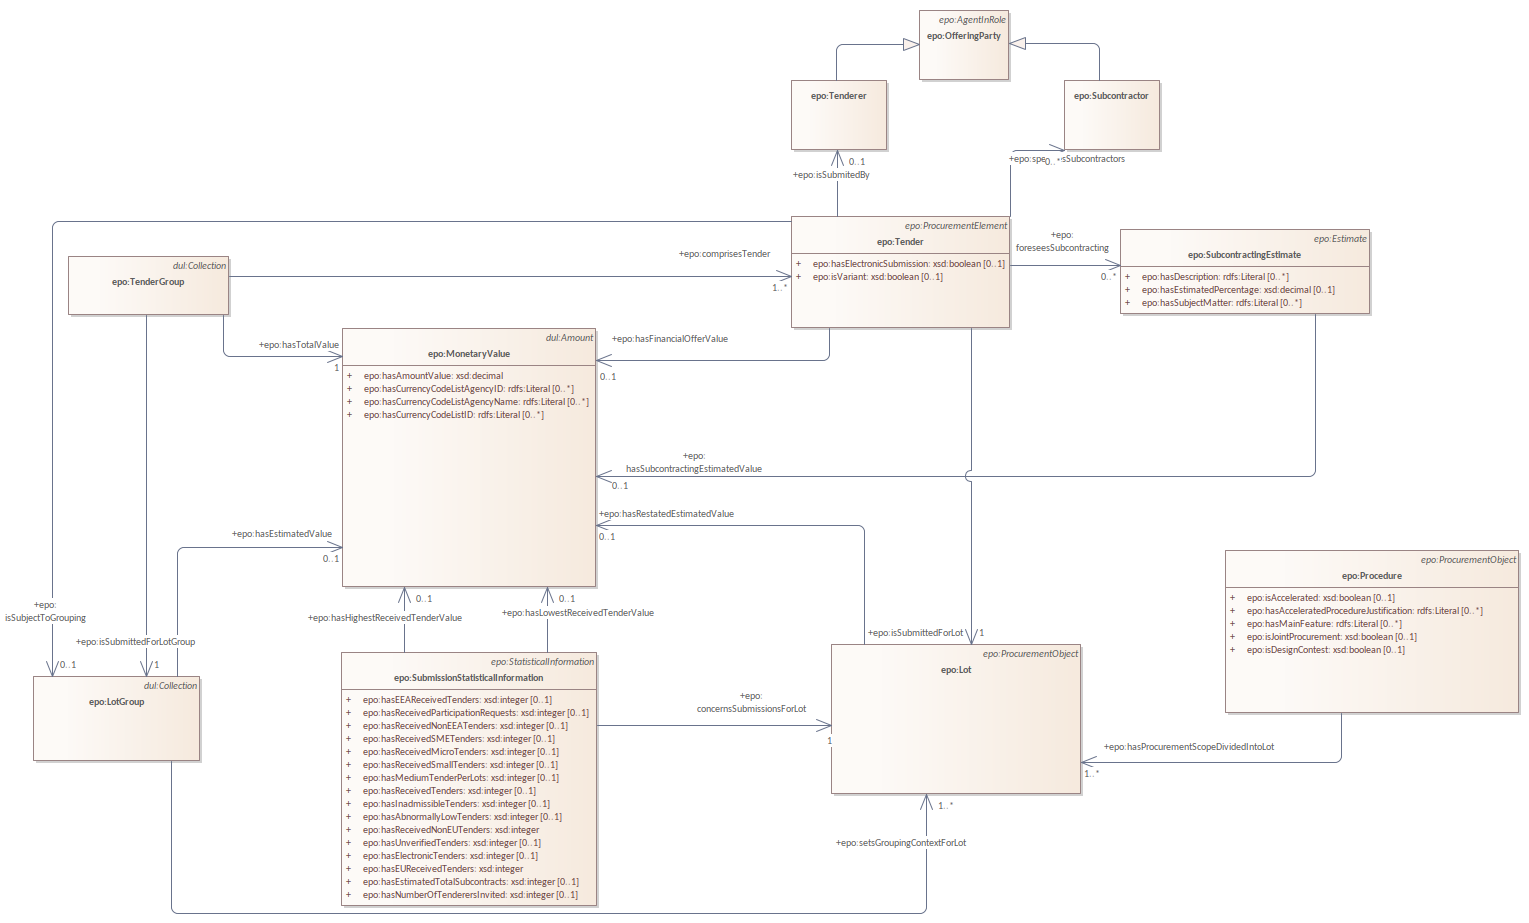 epo:AgentInRole
epo:OfferingParty
epo:Tenderer
epo:Subcontractor
0..1
+epo:isSubmitedBy
0..*
epo:ProcurementElement
epo:Tender
+ epo:hasElectronicSubmission: xsd:boolean [0..1]
+ epo:isVariant: xsd:boolean [0..1]
+epo:
foreseesSubcontracting
0..*
epo:Estimate
epo:SubcontractingEstimate
+ epo:hasDescription: rdfs:Literal [0..*]
+ epo:hasEstimatedPercentage: xsd:decimal [0..1]
+ epo:hasSubjectMatter: rdfs:Literal [0..*]
+epo:comprisesTender
1..*
dul:Collection
epo:TenderGroup
+epo:hasTotalValue
1
dul:Amount
epo:MonetaryValue
+ epo:hasAmountValue: xsd:decimal
+ epo:hasCurrencyCodeListAgencyID: rdfs:Literal [0..*]
+ epo:hasCurrencyCodeListAgencyName: rdfs:Literal [0..*]
+ epo:hasCurrencyCodeListID: rdfs:Literal [0..*]
+epo:hasFinancialOfferValue
0..1
+epo:
hasSubcontractingEstimatedValue
0..1
+epo:hasRestatedEstimatedValue
0..1
+epo:hasEstimatedValue
0..1
epo:ProcurementObject
epo:Procedure
+ epo:isAccelerated: xsd:boolean [0..1]
+ epo:hasAcceleratedProcedureJustification: rdfs:Literal [0..*]
+ epo:hasMainFeature: rdfs:Literal [0..*]
+ epo:isJointProcurement: xsd:boolean [0..1]
+ epo:isDesignContest: xsd:boolean [0..1]
+epo:
isSubjectToGrouping
0..1
+epo:isSubmittedForLotGroup
1
0..1
+epo:hasHighestReceivedTenderValue
0..1
+epo:hasLowestReceivedTenderValue
+epo:isSubmittedForLot
1
dul:Collection
epo:LotGroup
epo:StatisticalInformation
epo:SubmissionStatisticalInformation
+ epo:hasEEAReceivedTenders: xsd:integer [0..1]
+ epo:hasReceivedParticipationRequests: xsd:integer [0..1]
+ epo:hasReceivedNonEEATenders: xsd:integer [0..1]
+ epo:hasReceivedSMETenders: xsd:integer [0..1]
+ epo:hasReceivedMicroTenders: xsd:integer [0..1]
+ epo:hasReceivedSmallTenders: xsd:integer [0..1]
+ epo:hasMediumTenderPerLots: xsd:integer [0..1]
+ epo:hasReceivedTenders: xsd:integer [0..1]
+ epo:hasInadmissibleTenders: xsd:integer [0..1]
+ epo:hasAbnormallyLowTenders: xsd:integer [0..1]
+ epo:hasReceivedNonEUTenders: xsd:integer
+ epo:hasUnverifiedTenders: xsd:integer [0..1]
+ epo:hasElectronicTenders: xsd:integer [0..1]
+ epo:hasEUReceivedTenders: xsd:integer
+ epo:hasEstimatedTotalSubcontracts: xsd:integer [0..1]
+ epo:hasNumberOfTenderersInvited: xsd:integer [0..1]
+epo:
concernsSubmissionsForLot
1
epo:ProcurementObject
epo:Lot
+epo:hasProcurementScopeDividedIntoLot
1..*
1..*
+epo:setsGroupingContextForLot